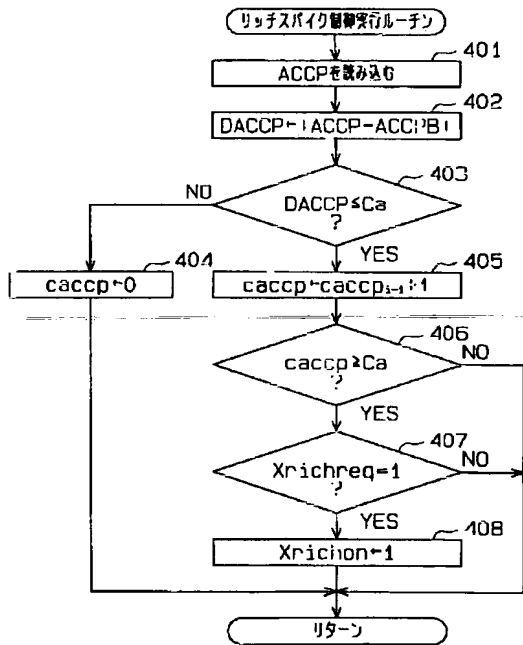 リッチスパイク制御実行ルーチン
401
ACCPを読み込む
402
DACCP←|ACCP-ACCPB|
403
NO
DACCP≦Ca
?
YES
404
405
caccp←0
caccp←caccpᵢ₋₁+1
406
caccp≧Ca
?
NO
YES
407
Xrichreq=1
?
NO
YES
408
Xrichon←1
リターン